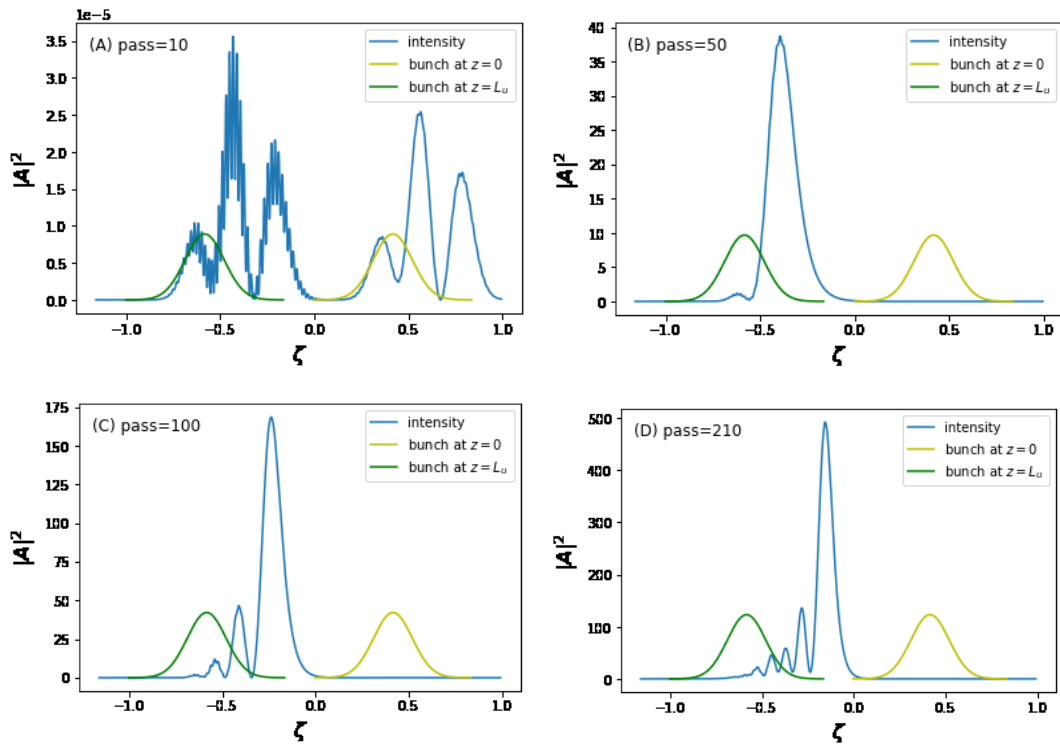 1e-5
(A) pass=10
intensity
bunch at z=0
bunch at z=Lᵤ
3.5
3.0
2.5
2.0
1.5
1.0
0.5
0.0
|A|²
−1.0 −0.5 0.0 0.5 1.0
ζ
(B) pass=50
intensity
bunch at z=0
bunch at z=Lᵤ
40
35
30
25
20
15
10
5
0
|A|²
−1.0 −0.5 0.0 0.5 1.0
ζ
(C) pass=100
intensity
bunch at z=0
bunch at z=Lᵤ
175
150
125
100
75
50
25
0
|A|²
−1.0 −0.5 0.0 0.5 1.0
ζ
(D) pass=210
intensity
bunch at z=0
bunch at z=Lᵤ
500
400
300
200
100
0
|A|²
−1.0 −0.5 0.0 0.5 1.0
ζ